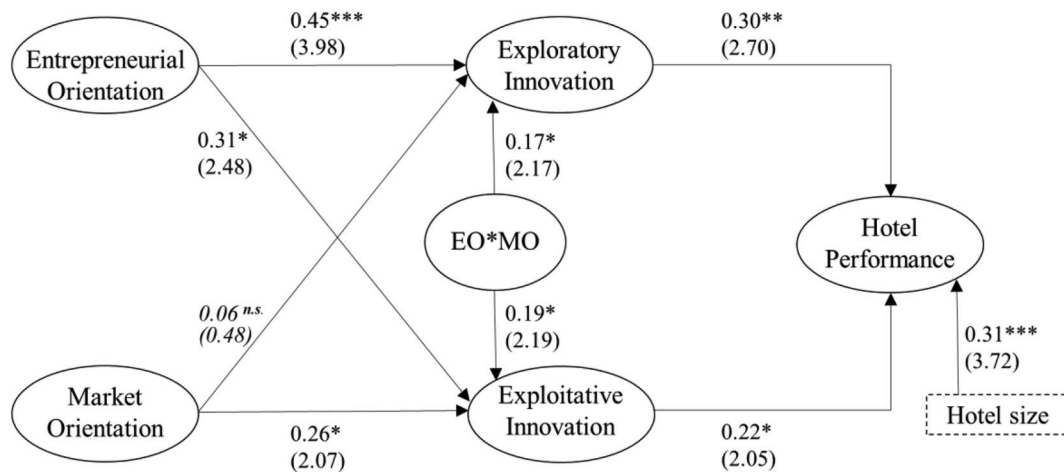 0.45***
(3.98)
0.30**
(2.70)
Entrepreneurial
Orientation
Exploratory
Innovation
0.31*
(2.48)
0.17*
(2.17)
EO*MO
Hotel
Performance
0.06 n.s.
(0.48)
0.19*
(2.19)
0.31***
(3.72)
Market
Orientation
Exploitative
Innovation
Hotel size
0.26*
(2.07)
0.22*
(2.05)